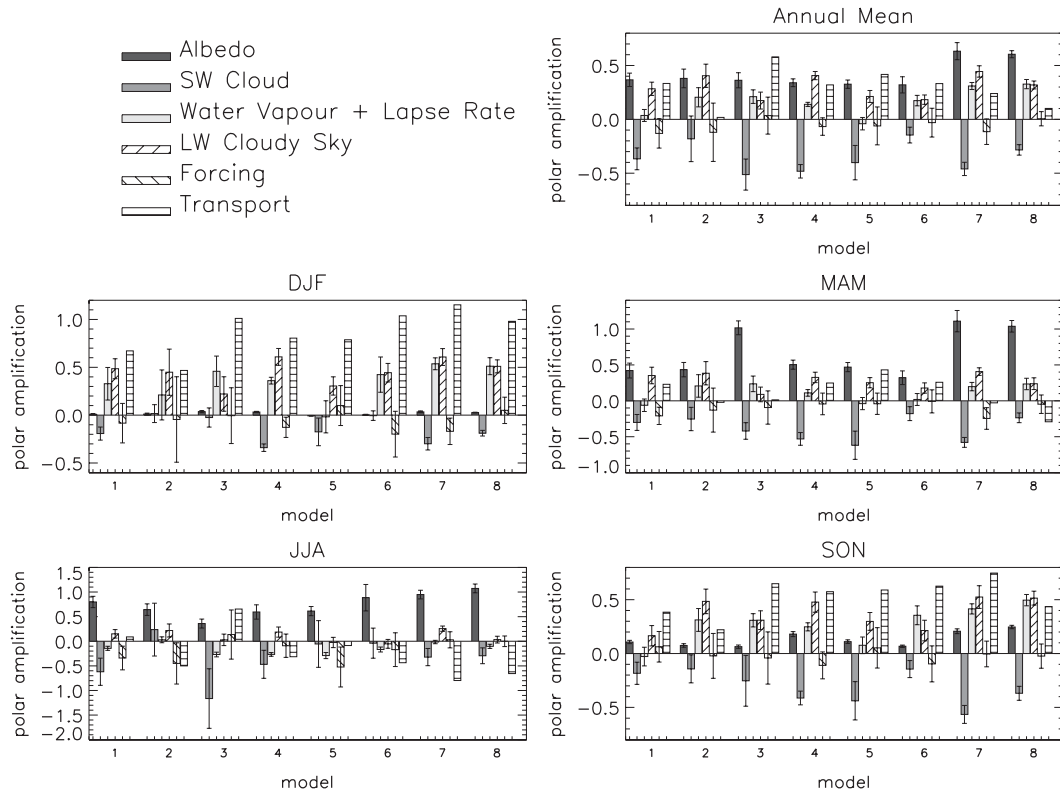 Albedo
SW Cloud
Water Vapour + Lapse Rate
LW Cloudy Sky
Forcing
Transport
Annual Mean
polar amplification
0.5
0.0
−0.5
1 2 3 4 5 6 7 8
model
DJF
polar amplification
1.0
0.5
0.0
−0.5
1 2 3 4 5 6 7 8
model
MAM
polar amplification
1.0
0.5
0.0
−0.5
−1.0
1 2 3 4 5 6 7 8
model
JJA
polar amplification
1.5
1.0
0.5
0.0
−0.5
−1.0
−1.5
−2.0
1 2 3 4 5 6 7 8
model
SON
polar amplification
0.5
0.0
−0.5
1 2 3 4 5 6 7 8
model